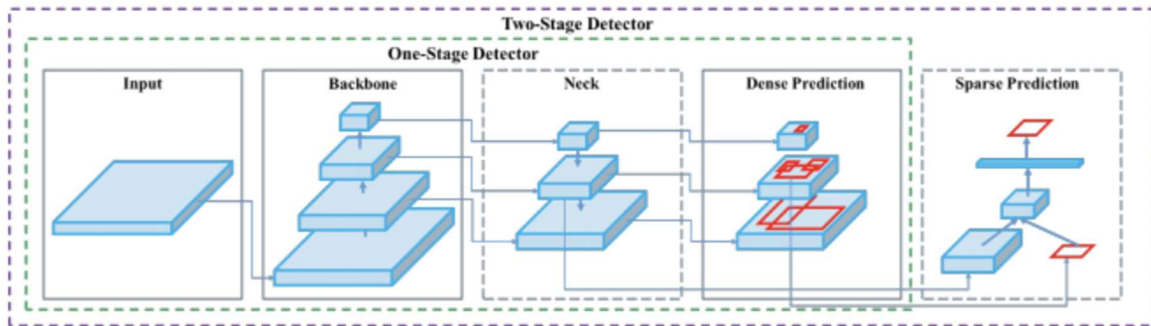 Two-Stage Detector
One-Stage Detector
Input
Backbone
Neck
Dense Prediction
Sparse Prediction